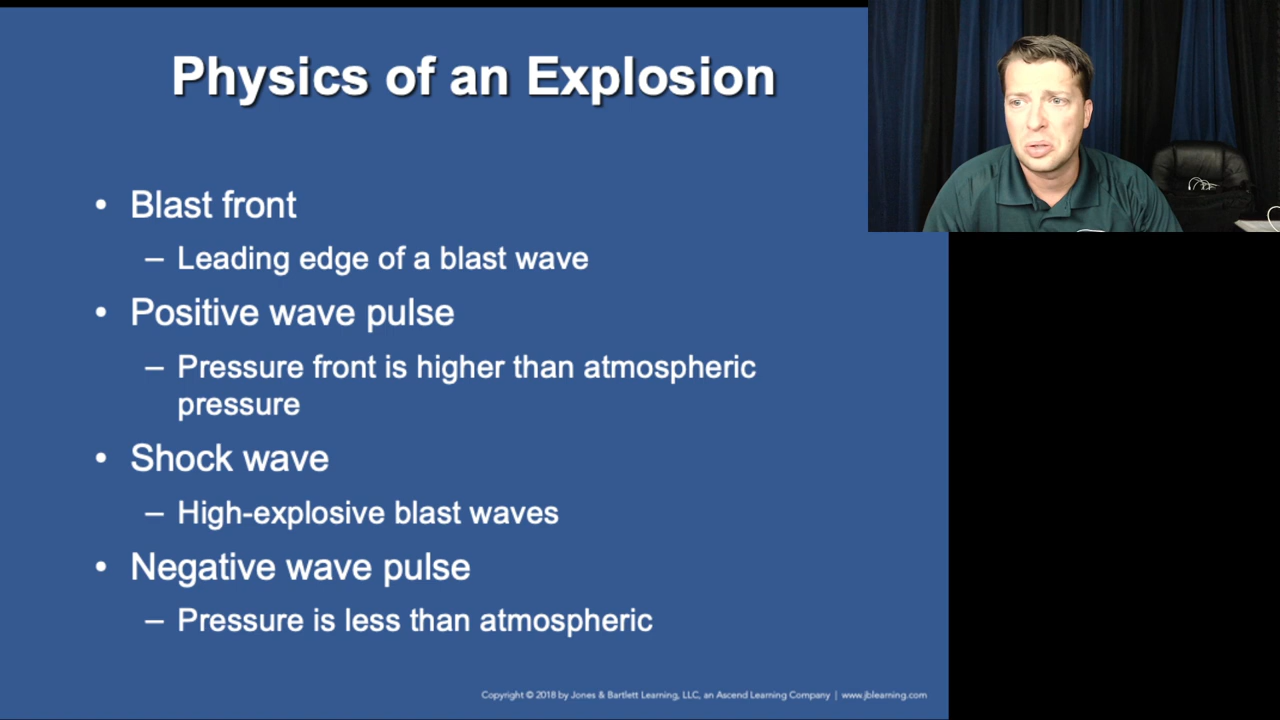 Physics of an Explosion
• Blast front
– Leading edge of a blast wave
• Positive wave pulse
– Pressure front is higher than atmospheric
pressure
• Shock wave
– High-explosive blast waves
• Negative wave pulse
– Pressure is less than atmospheric
Copyright © 2018 by Jones & Bartlett Learning, LLC, an Ascend Learning Company | www.jblearning.com